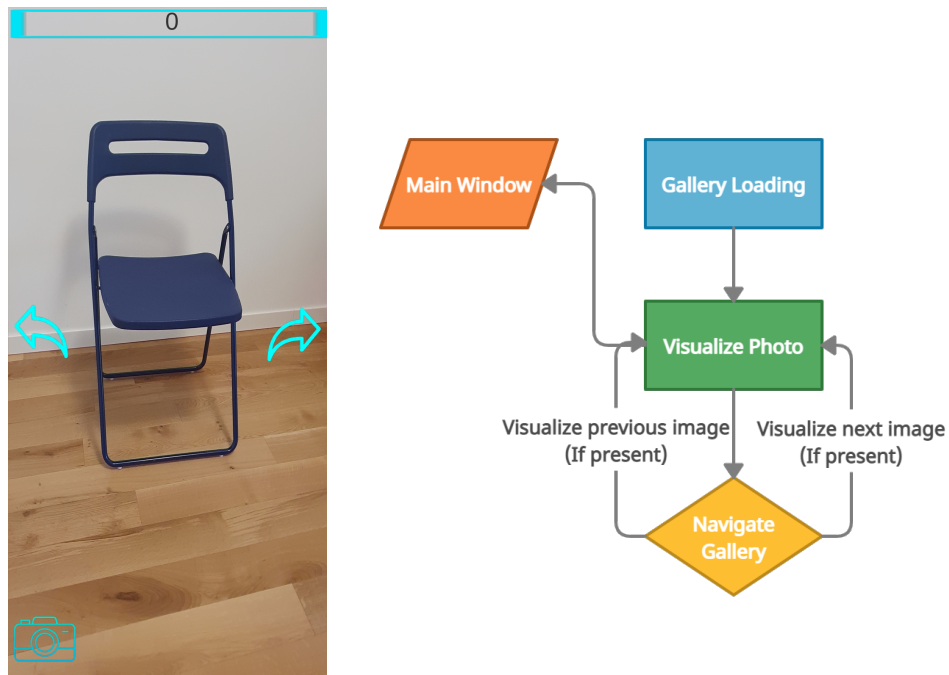 0
Main Window
Gallery Loading
Visualize Photo
Visualize previous image
(If present)
Visualize next image
(If present)
Navigate
Gallery